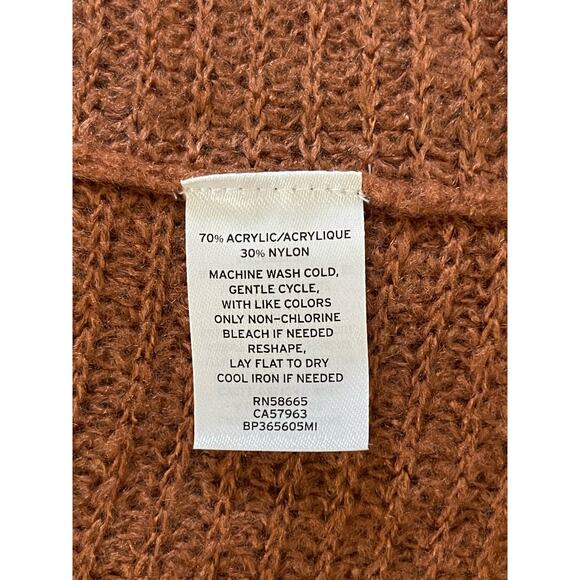 70% ACRYLIC/ACRYLIQUE
30% NYLON
MACHINE WASH COLD,
GENTLE CYCLE,
WITH LIKE COLORS
ONLY NON-CHLORINE
BLEACH IF NEEDED
RESHAPE,
LAY FLAT TO DRY
COOL IRON IF NEEDED
RN58665
CA57963
BP365605MI